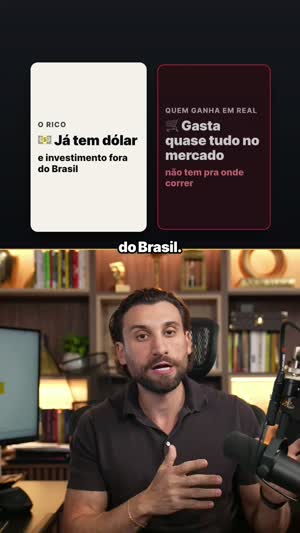 O RICO
💵 Já tem dólar
e investimento fora
do Brasil
QUEM GANHA EM REAL
🛒 Gasta
quase tudo no
mercado
não tem pra onde
correr
do Brasil.